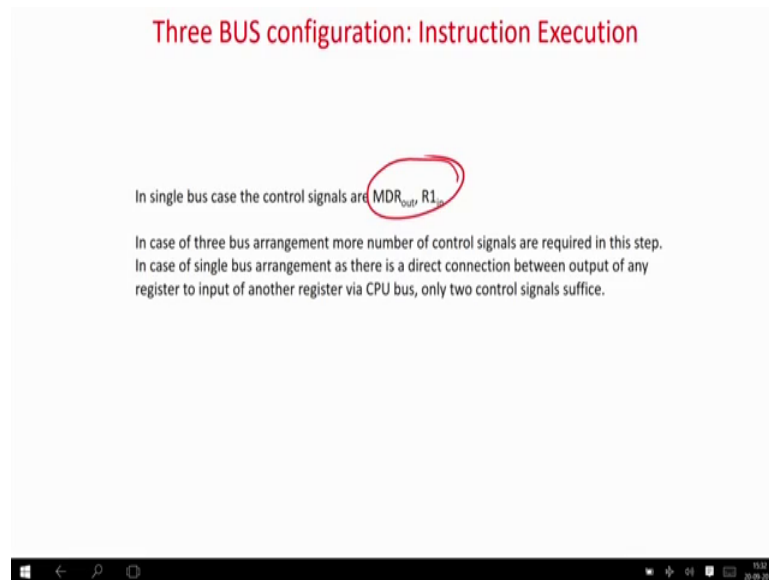 Three BUS configuration: Instruction Execution
In single bus case the control signals are MDRout, R1in
In case of three bus arrangement more number of control signals are required in this step.
In case of single bus arrangement as there is a direct connection between output of any
register to input of another register via CPU bus, only two control signals suffice.
15:32